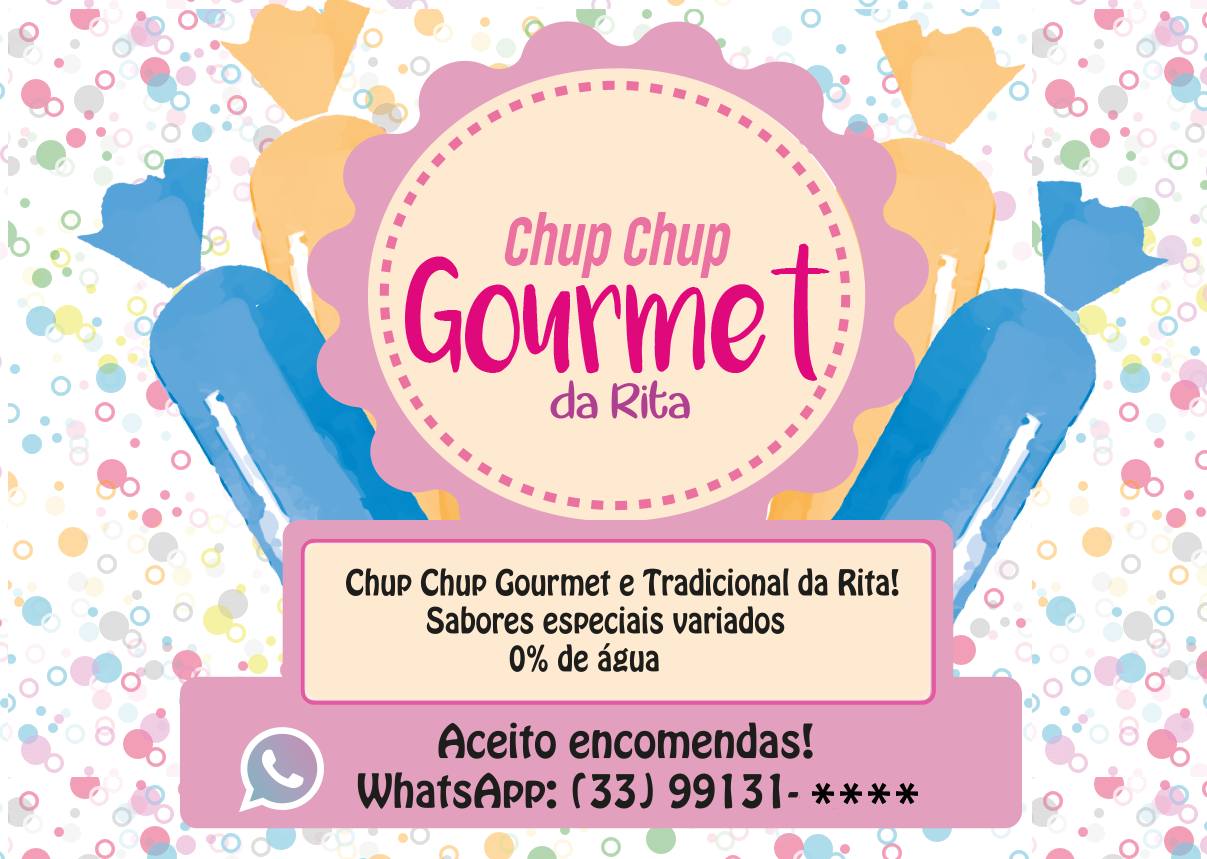 Chup Chup
Gourmet
da Rita
Chup Chup Gourmet e Tradicional da Rita!
Sabores especiais variados
0% de água
Aceito encomendas!
WhatsApp: (33) 99131- ****